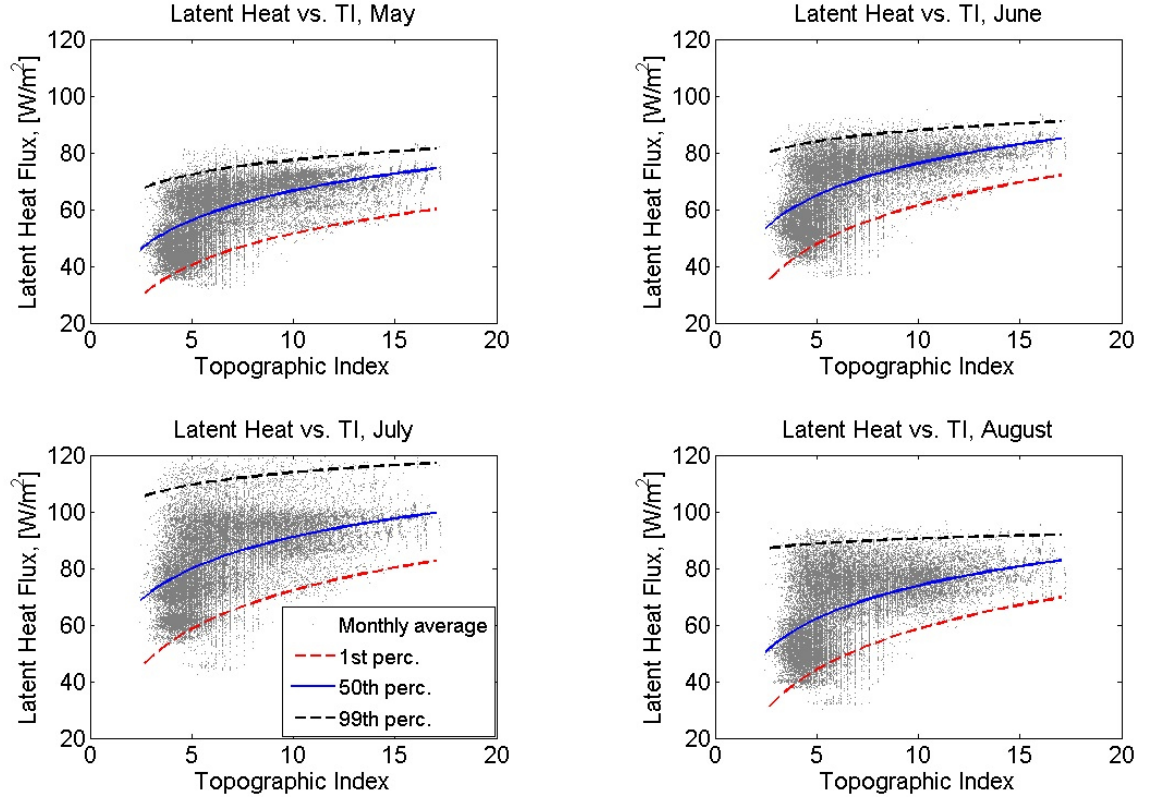 Latent Heat vs. TI, May
120
100
80
60
40
20
0
5
10
15
20
Latent Heat Flux, [W/m²]
Topographic Index
Latent Heat vs. TI, June
120
100
80
60
40
20
0
5
10
15
20
Latent Heat Flux, [W/m²]
Topographic Index
Latent Heat vs. TI, July
120
100
80
60
40
20
0
5
10
15
20
Latent Heat Flux, [W/m²]
Topographic Index
Monthly average
1st perc.
50th perc.
99th perc.
Latent Heat vs. TI, August
120
100
80
60
40
20
0
5
10
15
20
Latent Heat Flux, [W/m²]
Topographic Index